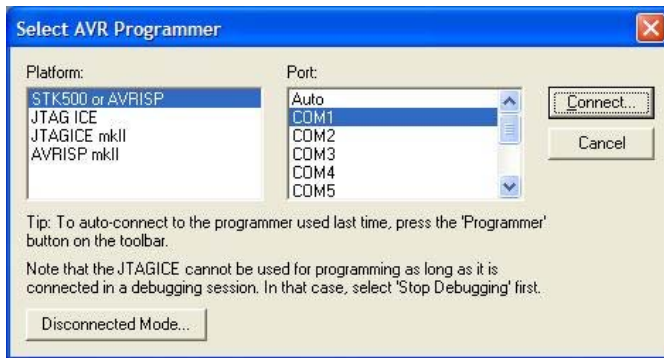 Select AVR Programmer
Platform:
Port:
STK500 or AVRISP
JTAG ICE
JTAGICE mkII
AVRISP mkII
Auto
COM1
COM2
COM3
COM4
COM5
Connect...
Cancel
Tip: To auto-connect to the programmer used last time, press the 'Programmer'
button on the toolbar.
Note that the JTAGICE cannot be used for programming as long as it is
connected in a debugging session. In that case, select 'Stop Debugging' first.
Disconnected Mode...